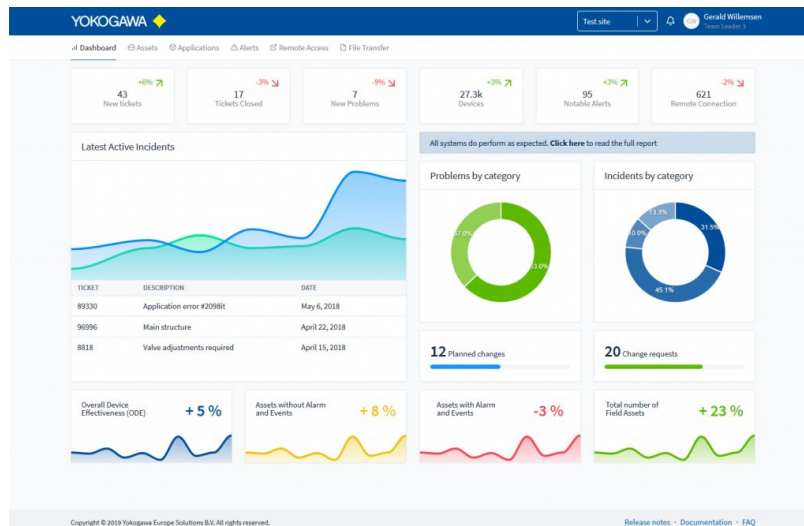 YOKOGAWA
Test site
GW
Gerald Willemsen
Team Leader 3
Dashboard
Assets
Applications
Alerts
Remote Access
File Transfer
+6%
43
New tickets
-3%
17
Tickets Closed
-9%
7
New Problems
+3%
27.3k
Devices
+3%
95
Notable Alerts
-2%
621
Remote Connection
Latest Active Incidents
TICKET DESCRIPTION DATE
89330 Application error #2098it May 6, 2018
96996 Main structure April 22, 2018
8818 Valve adjustments required April 15, 2018
All systems do perform as expected. Click here to read the full report
Problems by category
37.0%
63.0%
Incidents by category
13.3%
31.5%
10.0%
45.1%
12 Planned changes
20 Change requests
Overall Device
Effectiveness (ODE)
+ 5 %
Assets without Alarm
and Events
+ 8 %
Assets with Alarm
and Events
-3 %
Total number of
Field Assets
+ 23 %
Copyright © 2019 Yokogawa Europe Solutions B.V. All rights reserved.
Release notes · Documentation · FAQ